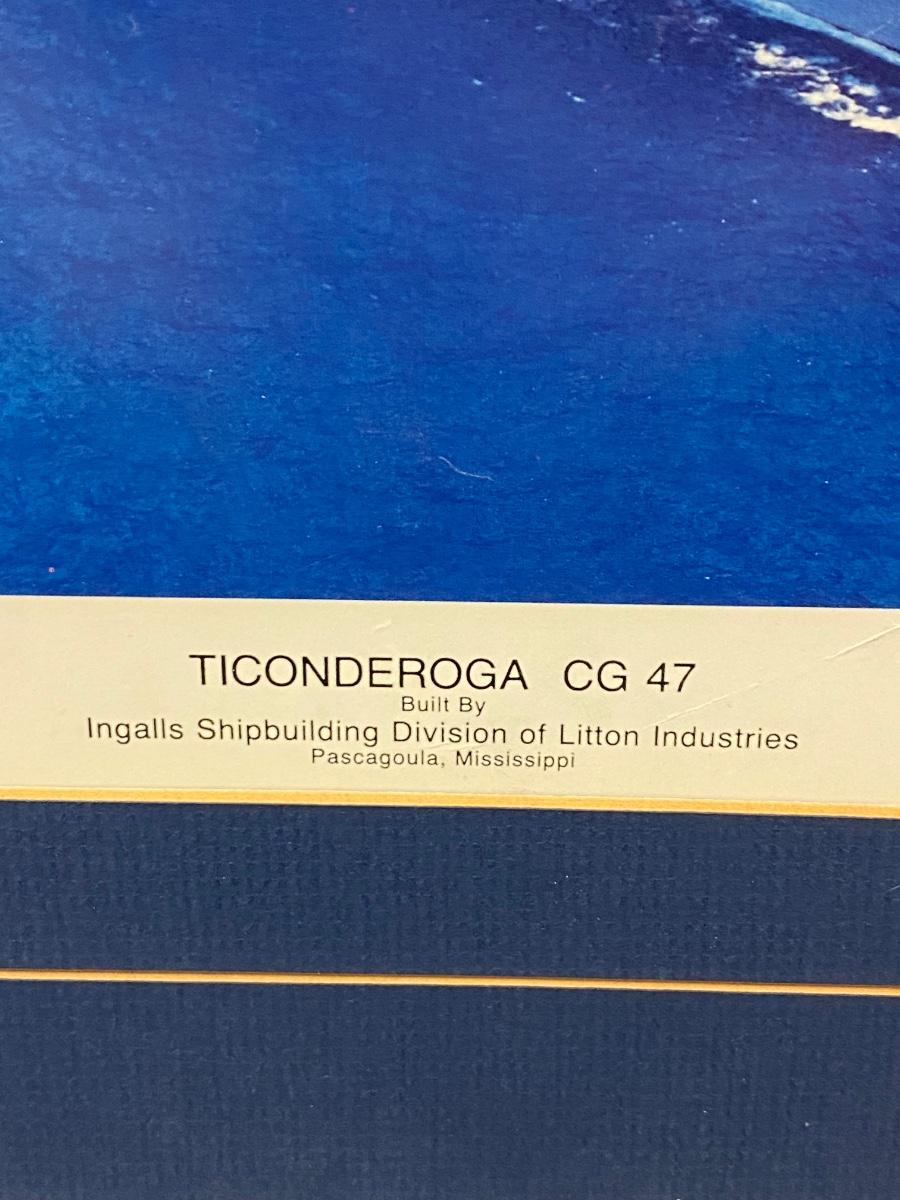 TICONDEROGA CG 47
Built By
Ingalls Shipbuilding Division of Litton Industries
Pascagoula, Mississippi